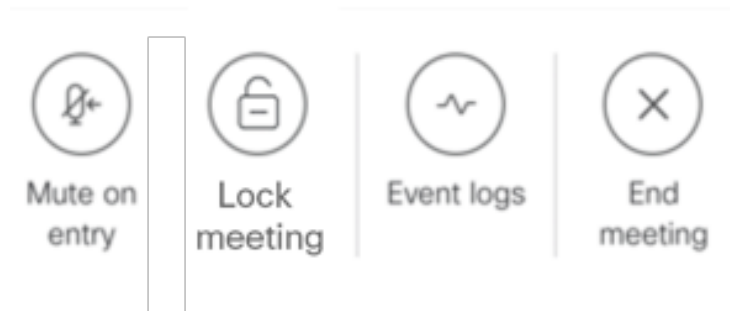 Mute on
entry
Lock
meeting
Event logs
End
meeting